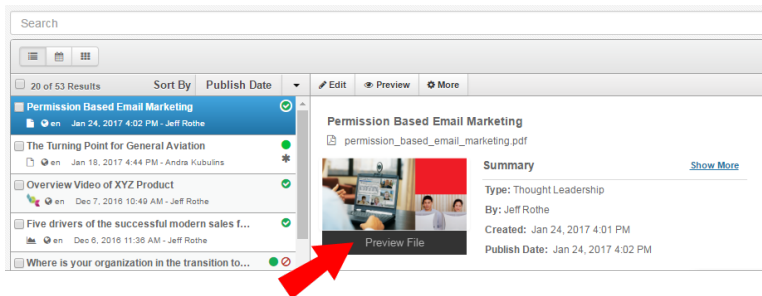 Search
20 of 53 Results Sort By Publish Date
Edit Preview More
Permission Based Email Marketing
en Jan 24, 2017 4:02 PM - Jeff Rothe
The Turning Point for General Aviation
en Jan 18, 2017 4:44 PM - Andra Kubulins
Overview Video of XYZ Product
en Dec 7, 2016 10:49 AM - Jeff Rothe
Five drivers of the successful modern sales f...
en Dec 6, 2016 11:36 AM - Jeff Rothe
Where is your organization in the transition to...
Permission Based Email Marketing
permission_based_email_marketing.pdf
Preview File
Summary Show More
Type: Thought Leadership
By: Jeff Rothe
Created: Jan 24, 2017 4:01 PM
Publish Date: Jan 24, 2017 4:02 PM